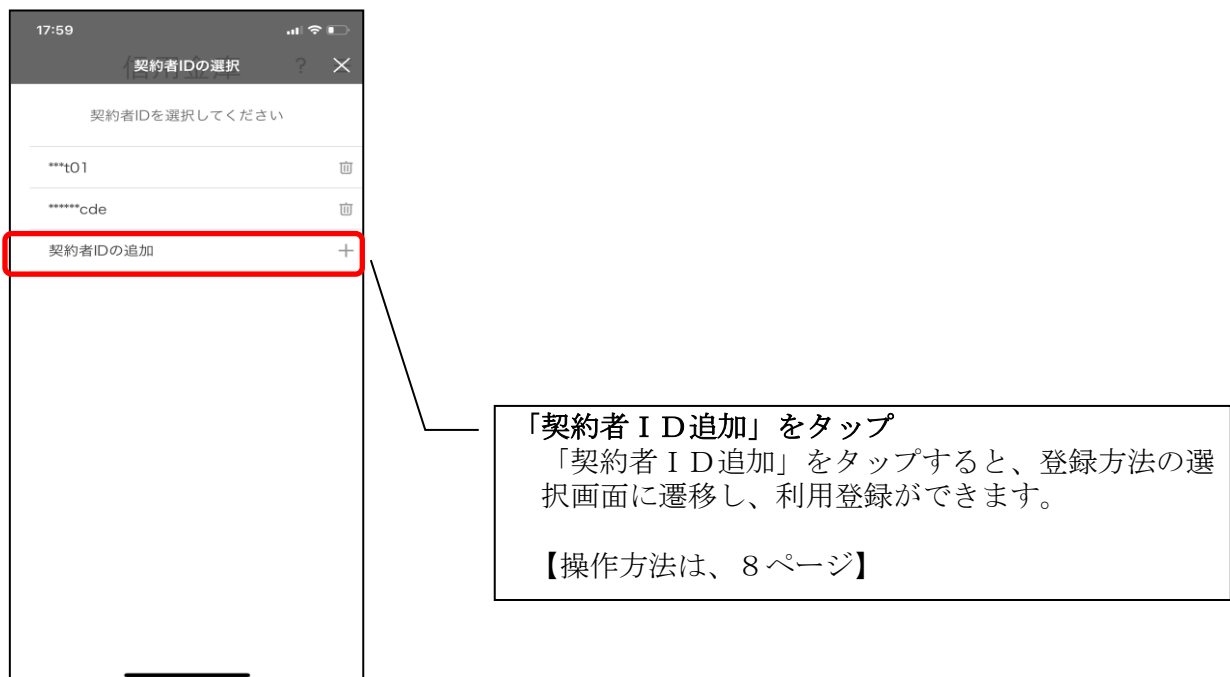 17:59
信用金庫 ?
契約者IDの選択
契約者IDを選択してください
***t01
******cde
契約者IDの追加
「契約者ＩＤ追加」をタップ
「契約者ＩＤ追加」をタップすると、登録方法の選
択画面に遷移し、利用登録ができます。
【操作方法は、８ページ】